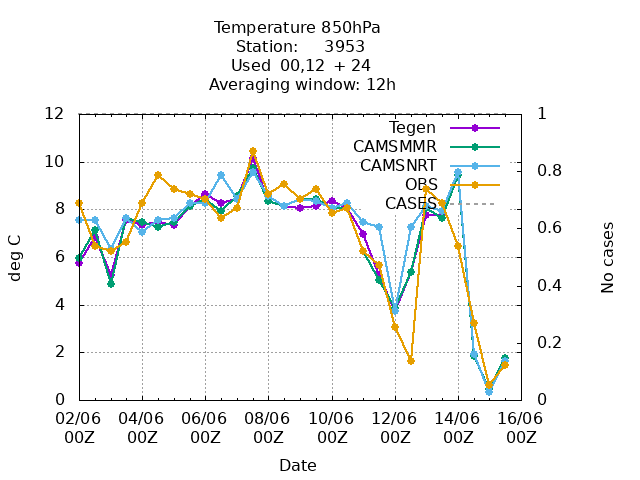 Temperature 850hPa
Station: 3953
Used 00,12 + 24
Averaging window: 12h
12 1
Tegen
CAMSMMR
10
CAMSNRT 0.8
OBS
8 CASES
0.6
6
deg C No cases
4 0.4
2 0.2
0 0
02/06 04/06 06/06 08/06 10/06 12/06 14/06 16/06
00Z 00Z 00Z 00Z 00Z 00Z 00Z 00Z
Date